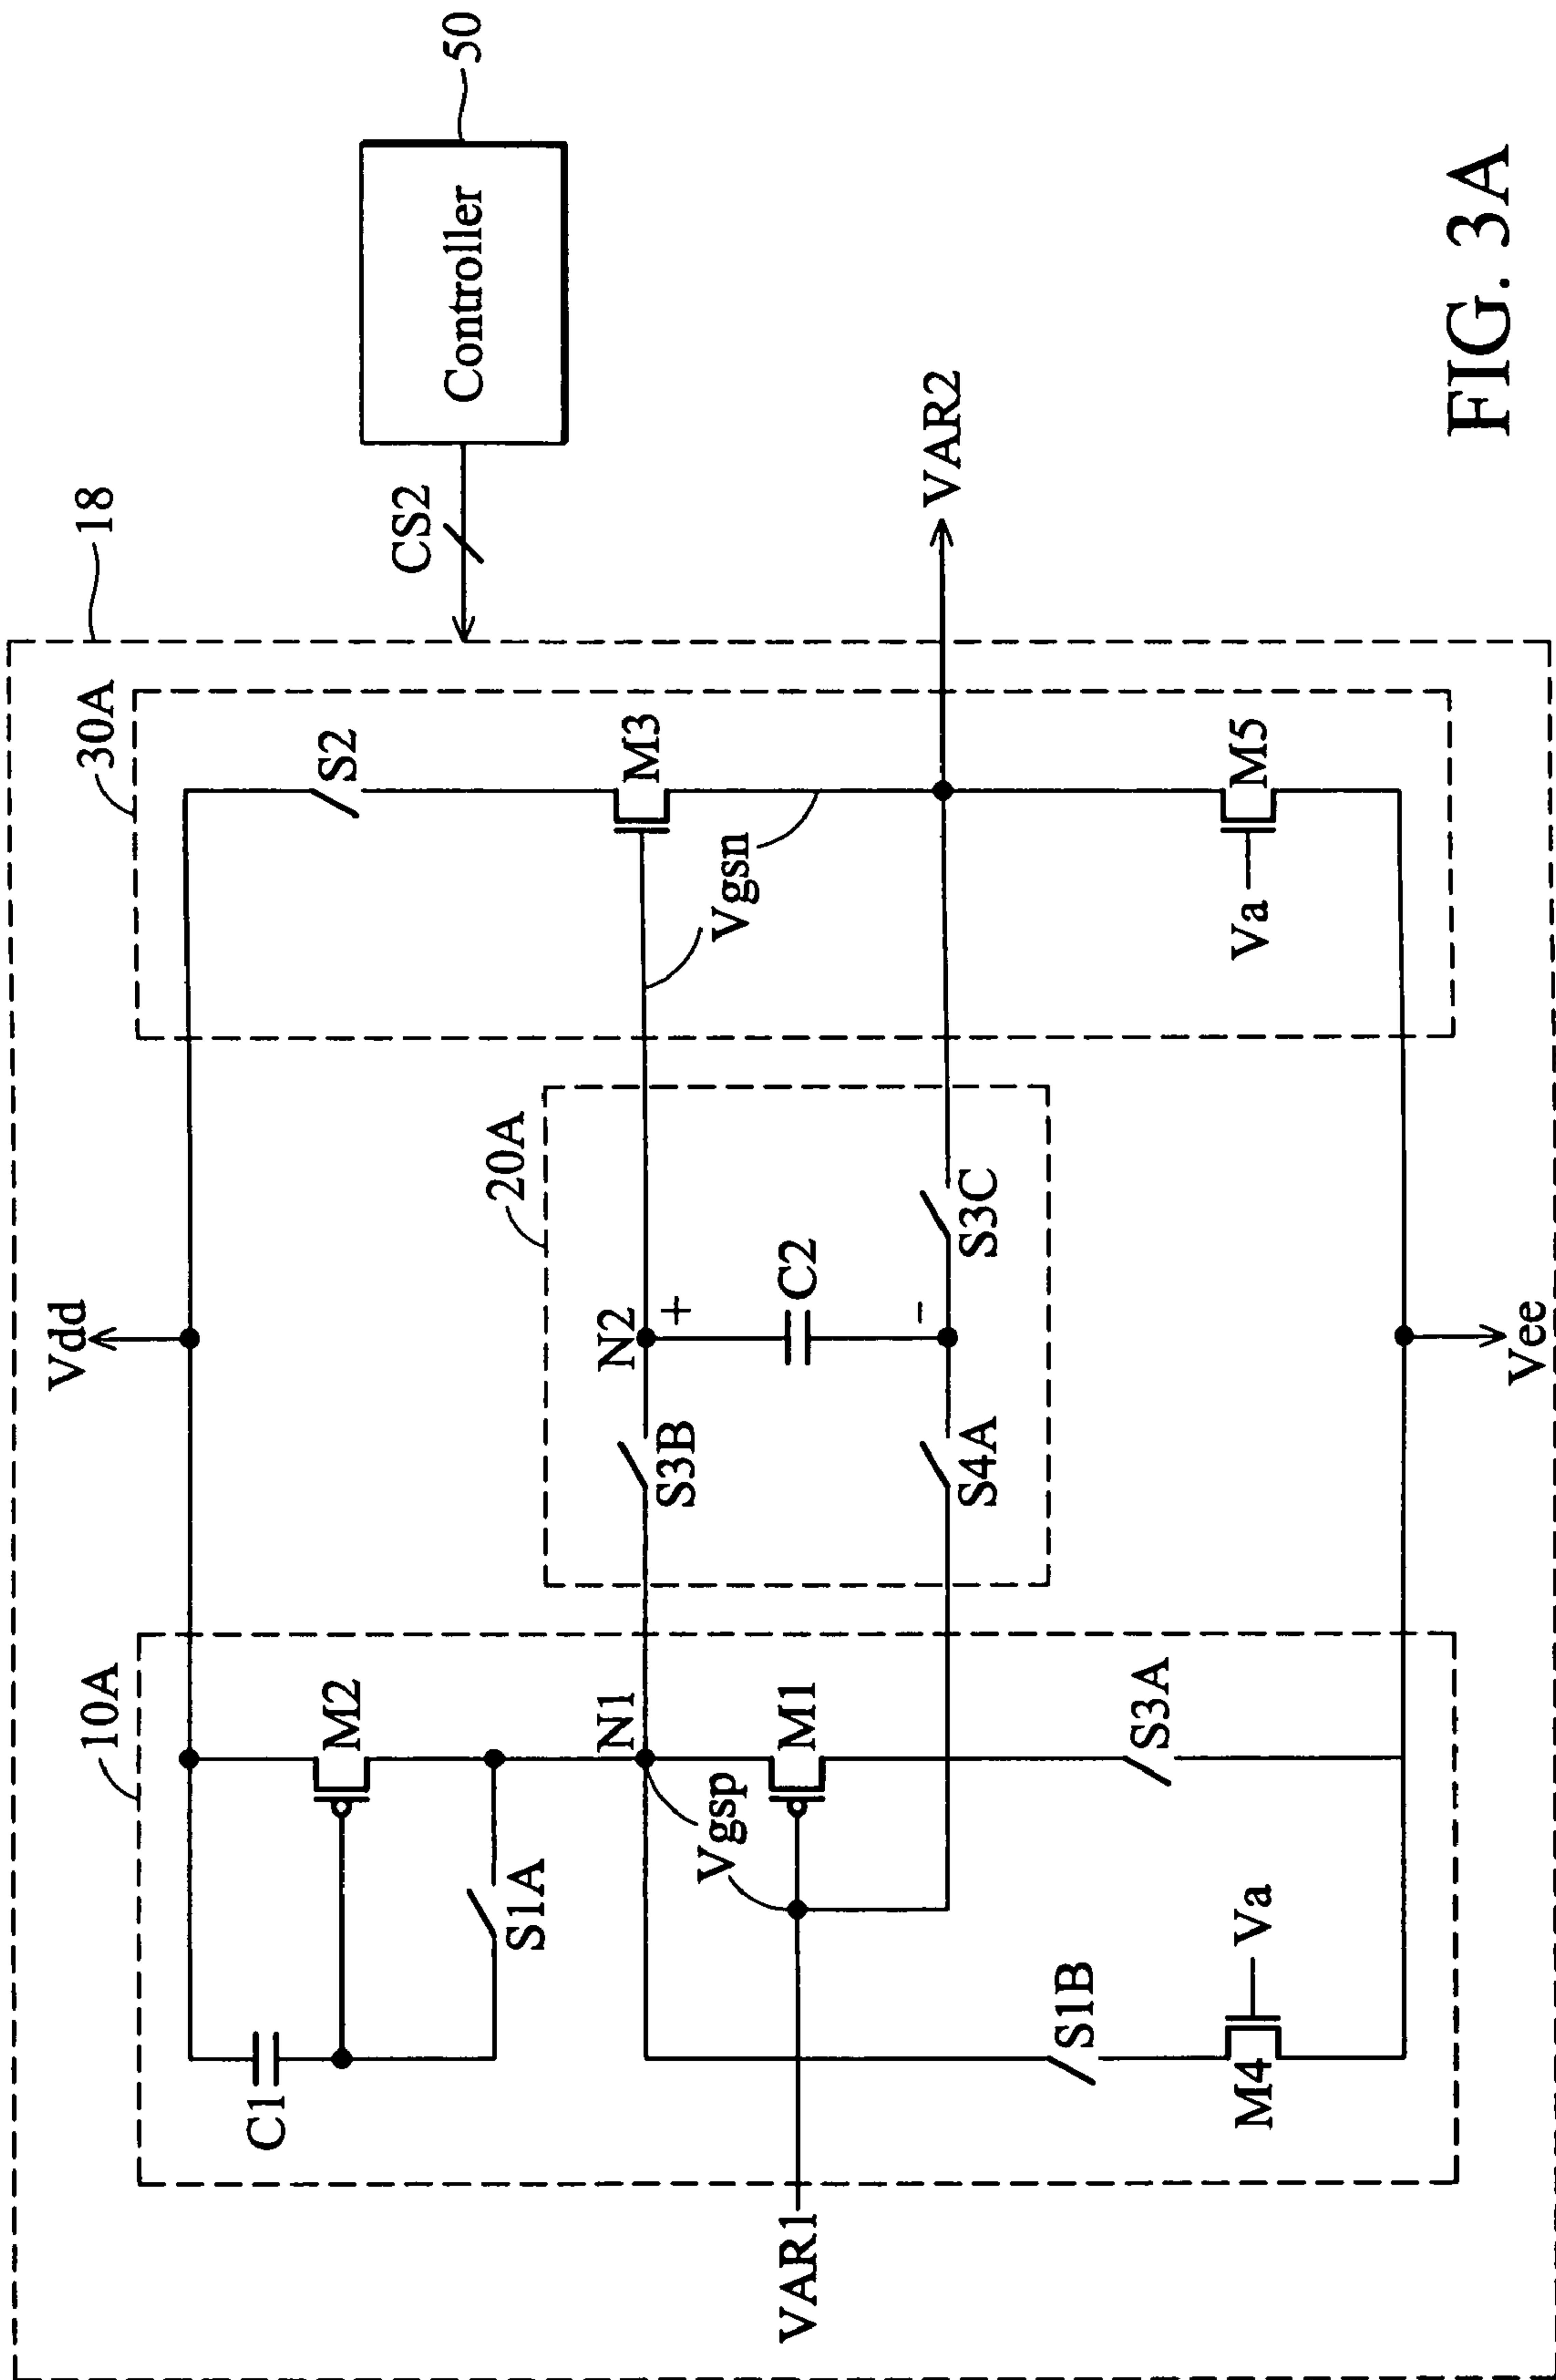 Vdd
18
10A
20A
30A
50
Controller
CS2
C1
M2
S1A
N1
S3B
N2
+
C2
-
S4A
S3C
S2
M3
Vgsn
VAR2
Vgsp
VAR1
M1
S3A
S1B
M4
Va
Va
M5
Vee
FIG. 3A